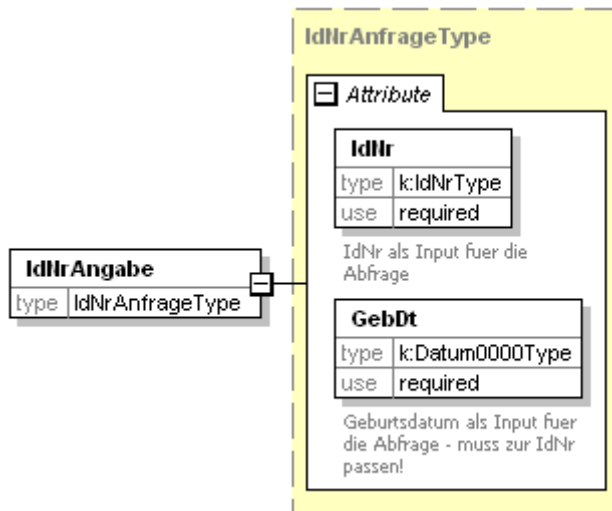 IdNrAnfrageType
Attribute
IdNr
type k:IdNrType
use required
IdNr als Input fuer die
Abfrage
IdNrAngabe
type IdNrAnfrageType
GebDt
type k:Datum0000Type
use required
Geburtsdatum als Input fuer
die Abfrage - muss zur IdNr
passen!